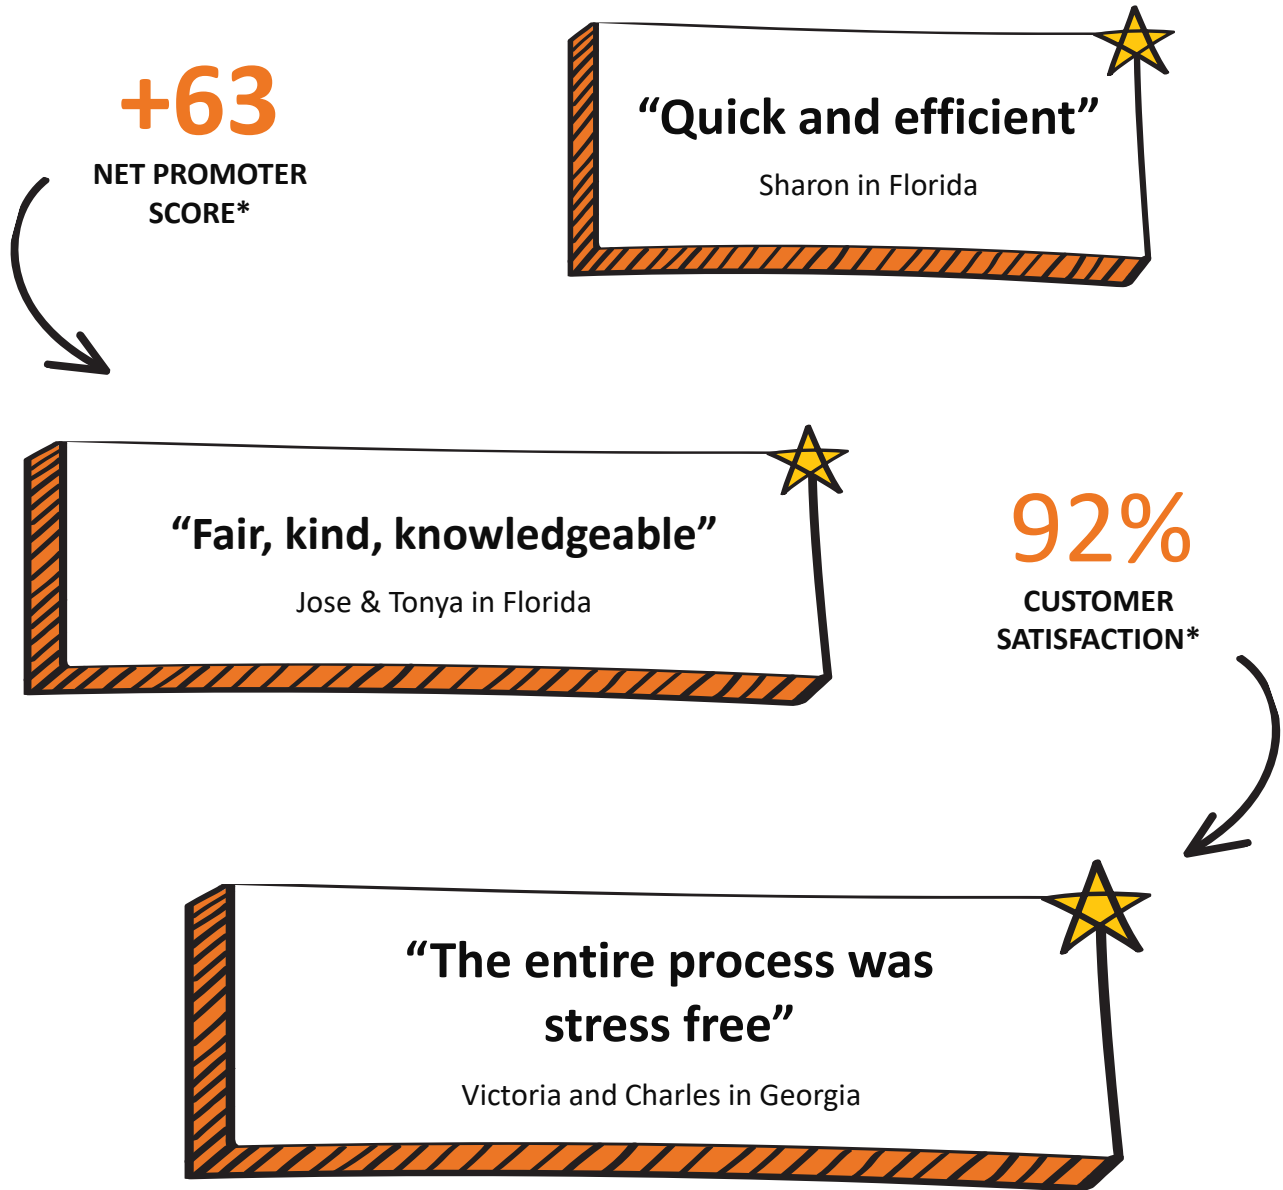 +63
NET PROMOTER
SCORE*
“Quick and efficient”
Sharon in Florida
“Fair, kind, knowledgeable”
Jose & Tonya in Florida
92%
CUSTOMER
SATISFACTION*
“The entire process was
stress free”
Victoria and Charles in Georgia